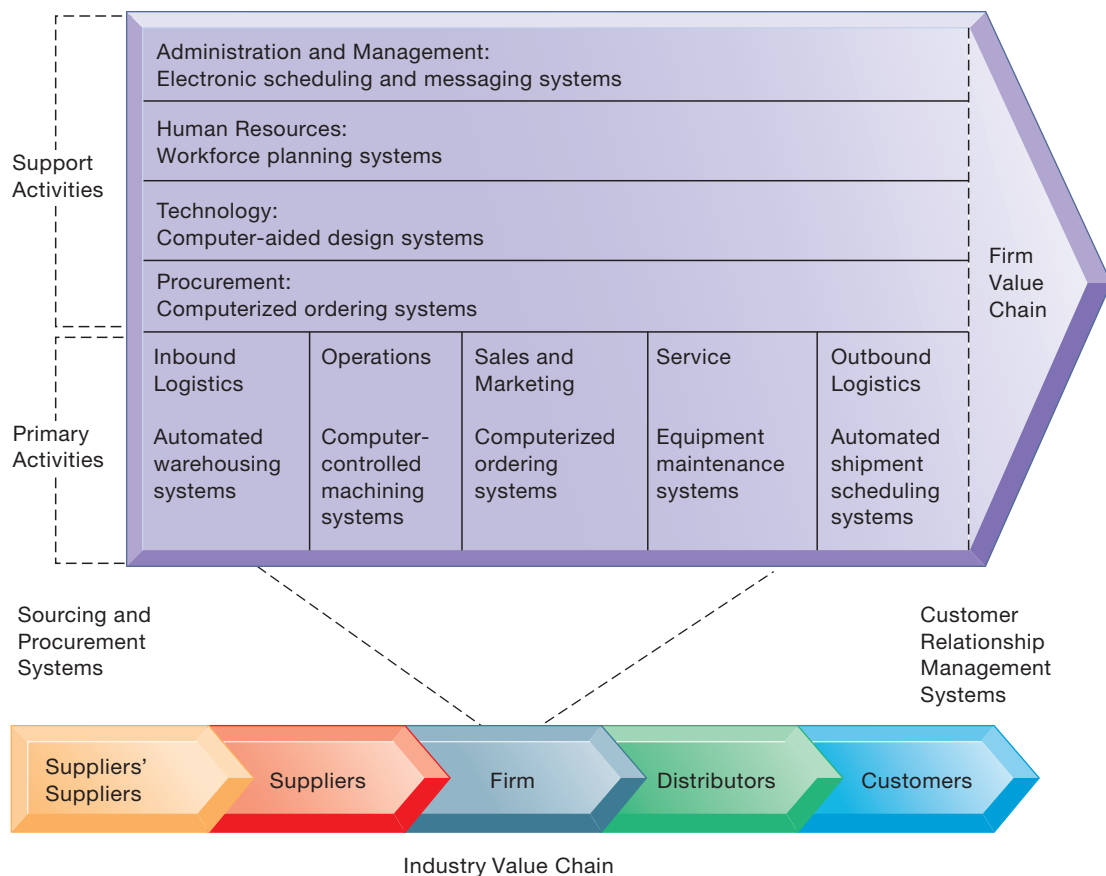 Administration and Management:
Electronic scheduling and messaging systems
Human Resources:
Workforce planning systems
Support
Activities
Technology:
Computer-aided design systems
Procurement:
Computerized ordering systems
Firm
Value
Chain
Primary
Activities
Inbound
Logistics
Automated
warehousing
systems
Operations
Computer-
controlled
machining
systems
Sales and
Marketing
Computerized
ordering
systems
Service
Equipment
maintenance
systems
Outbound
Logistics
Automated
shipment
scheduling
systems
Sourcing and
Procurement
Systems
Customer
Relationship
Management
Systems
Suppliers’
Suppliers
Suppliers
Firm
Distributors
Customers
Industry Value Chain